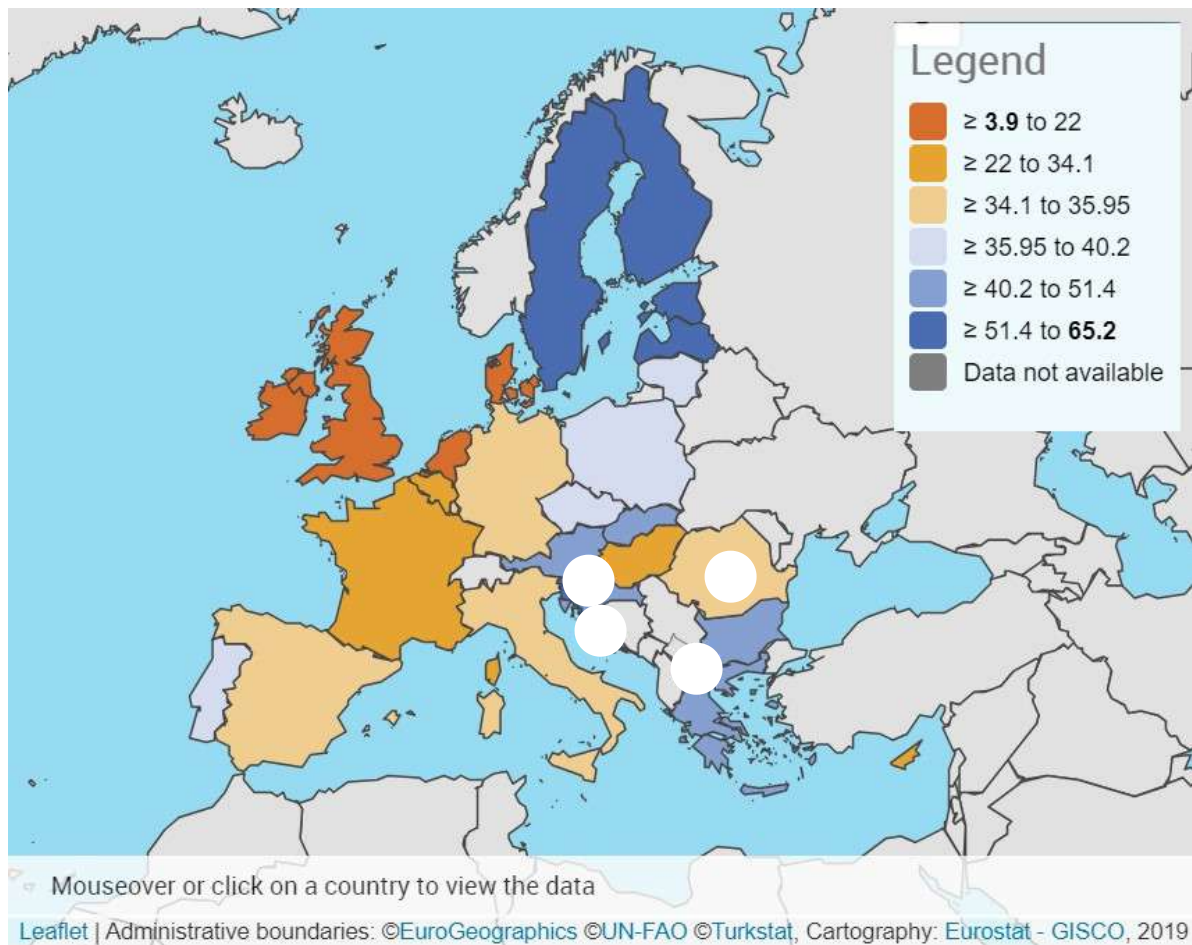 Legend
≥ 3.9 to 22
≥ 22 to 34.1
≥ 34.1 to 35.95
≥ 35.95 to 40.2
≥ 40.2 to 51.4
≥ 51.4 to 65.2
Data not available
Mouseover or click on a country to view the data
Leaflet | Administrative boundaries: ©EuroGeographics ©UN-FAO ©Turkstat, Cartography: Eurostat - GISCO, 2019